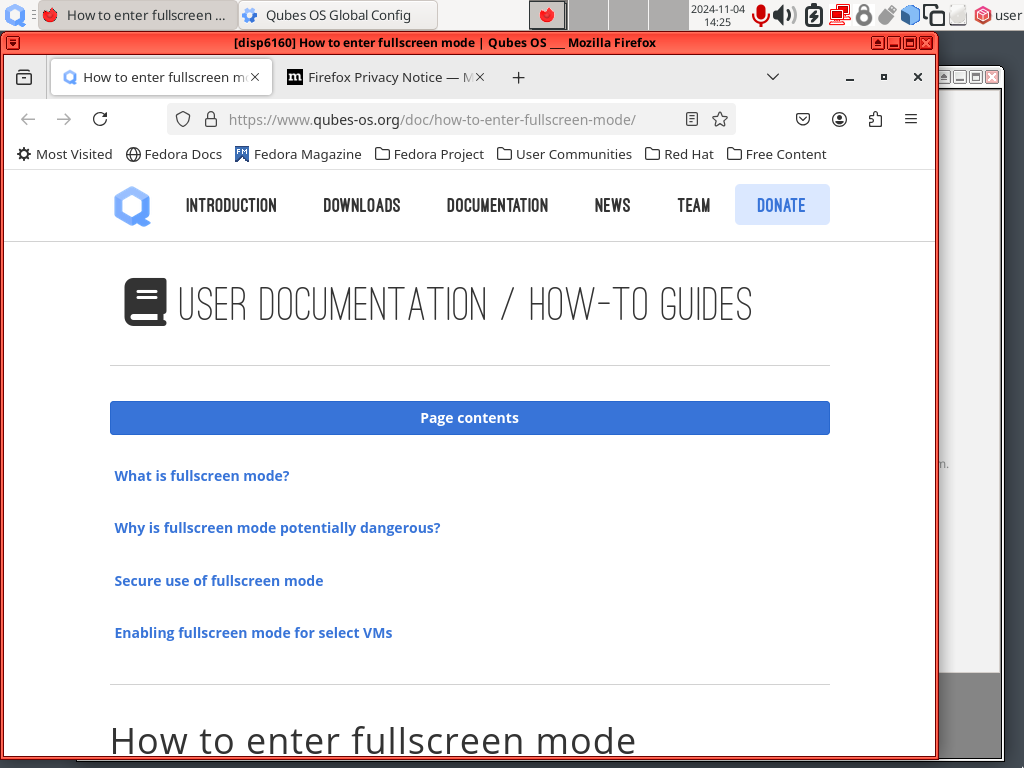 How to enter fullscreen ...
Qubes OS Global Config
2024-11-04
14:25
user
[disp6160] How to enter fullscreen mode | Qubes OS ___ Mozilla Firefox
How to enter fullscreen m
Firefox Privacy Notice — M
https://www.qubes-os.org/doc/how-to-enter-fullscreen-mode/
Most Visited
Fedora Docs
FM
Fedora Magazine
Fedora Project
User Communities
Red Hat
Free Content
INTRODUCTION
DOWNLOADS
DOCUMENTATION
NEWS
TEAM
DONATE
USER DOCUMENTATION / HOW-TO GUIDES
Page contents
m.
What is fullscreen mode?
Why is fullscreen mode potentially dangerous?
Secure use of fullscreen mode
Enabling fullscreen mode for select VMs
How to enter fullscreen mode